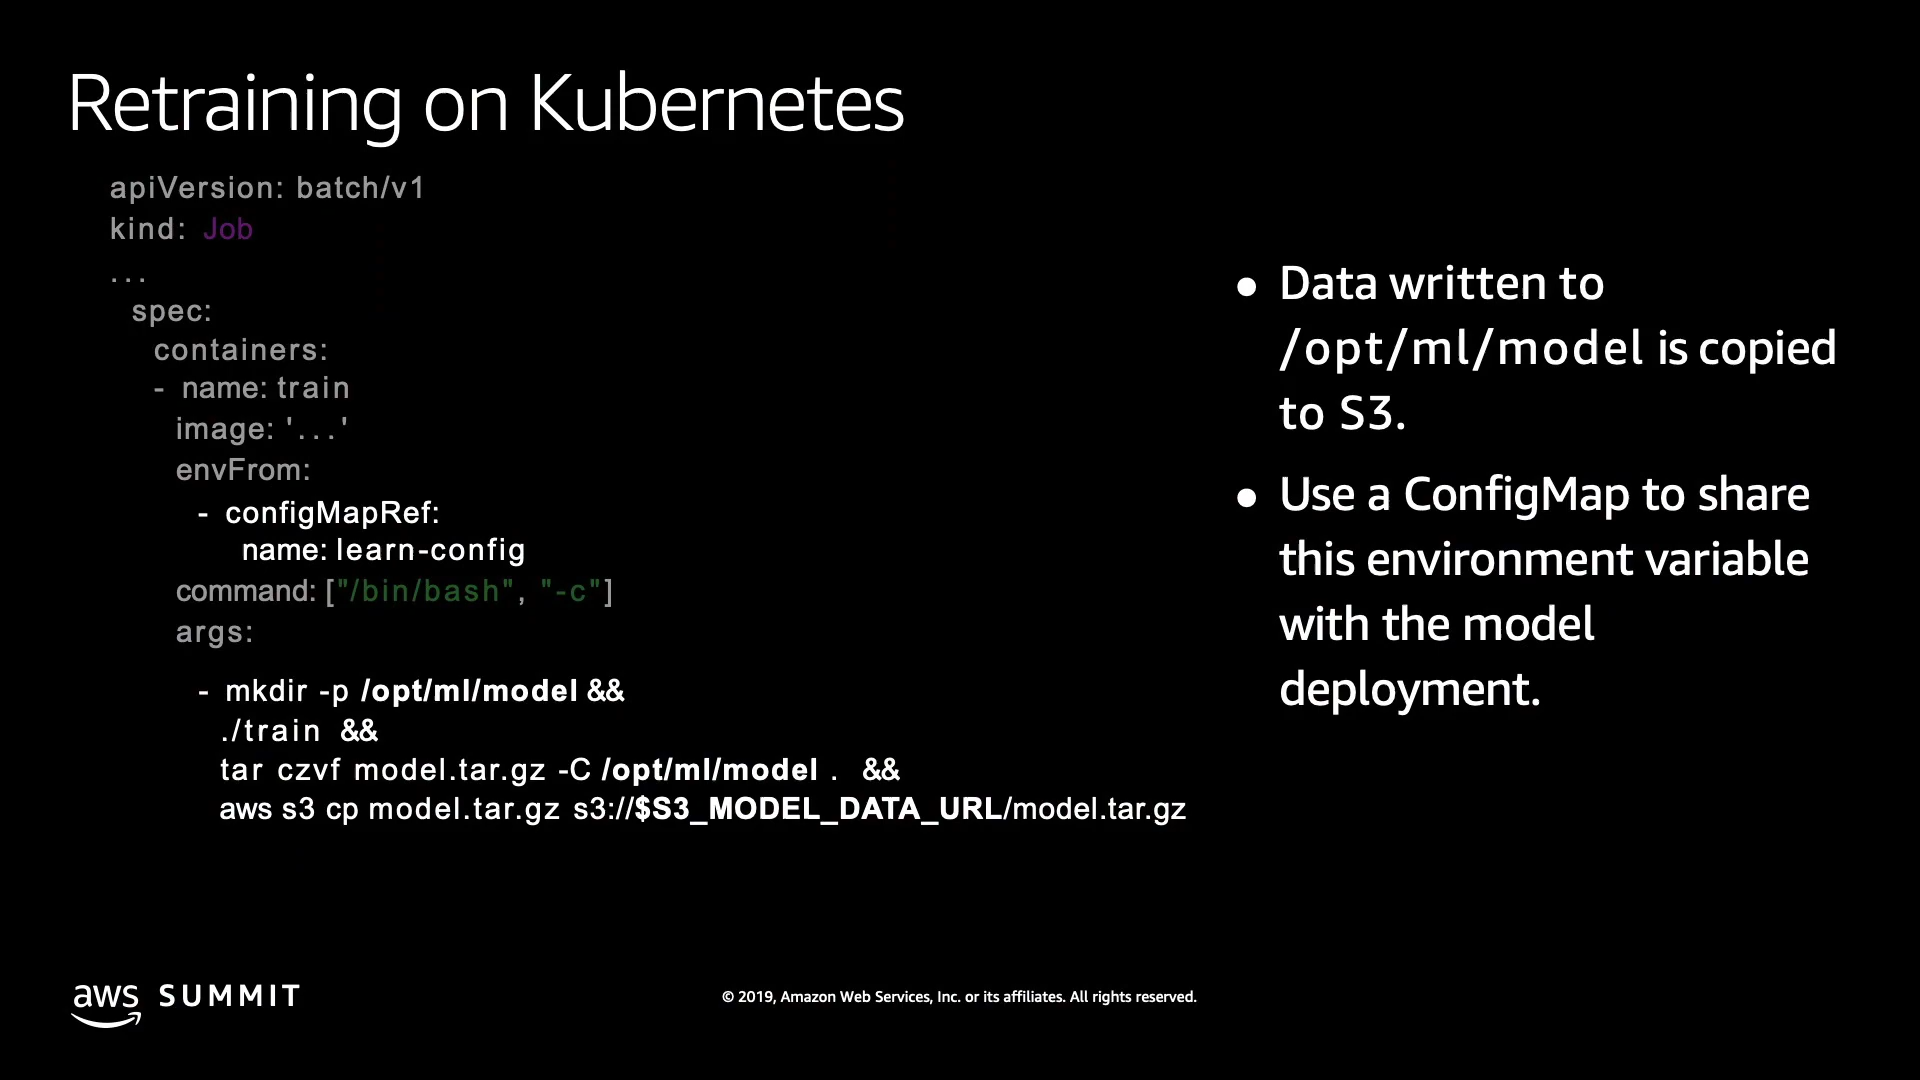 Retraining on Kubernetes
apiVersion: batch/v1
kind: Job
...
spec:
containers:
- name: train
image: '...'
envFrom:
- configMapRef:
name: learn-config
command: ["/bin/bash", "-c"]
args:
- mkdir -p /opt/ml/model &&
./train &&
tar czvf model.tar.gz -C /opt/ml/model . &&
aws s3 cp model.tar.gz s3://$S3_MODEL_DATA_URL/model.tar.gz
● Data written to
/opt/ml/model is copied
to S3.
● Use a ConfigMap to share
this environment variable
with the model
deployment.
aws SUMMIT
© 2019, Amazon Web Services, Inc. or its affiliates. All rights reserved.